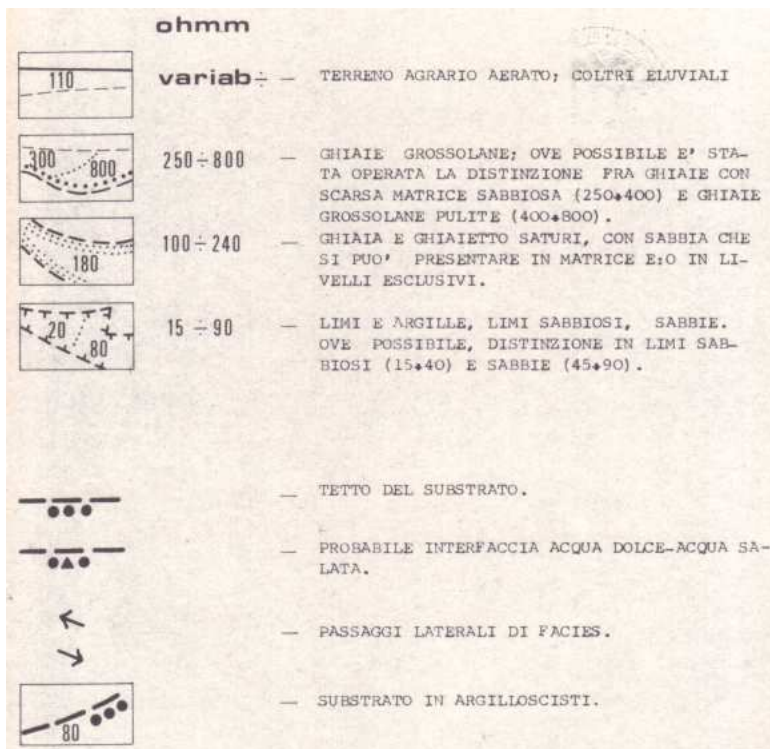 ohmm
110
variab÷ — TERRENO AGRARIO AERATO; COLTRI ELUVIALI
300 800
250÷800 — GHIAIE GROSSOLANE; OVE POSSIBILE E' STA-
TA OPERATA LA DISTINZIONE FRA GHIAIE CON
SCARSA MATRICE SABBIOSA (250÷400) E GHIAIE
GROSSOLANE PULITE (400÷800).
180
100÷240 — GHIAIA E GHIAIETTO SATURI, CON SABBIA CHE
SI PUO' PRESENTARE IN MATRICE E:O IN LI-
VELLI ESCLUSIVI.
20 80
15÷90 — LIMI E ARGILLE, LIMI SABBIOSI, SABBIE.
OVE POSSIBILE, DISTINZIONE IN LIMI SAB-
BIOSI (15÷40) E SABBIE (45÷90).
— TETTO DEL SUBSTRATO.
— PROBABILE INTERFACCIA ACQUA DOLCE-ACQUA SA-
LATA.
— PASSAGGI LATERALI DI FACIES.
80
— SUBSTRATO IN ARGILLOSCISTI.